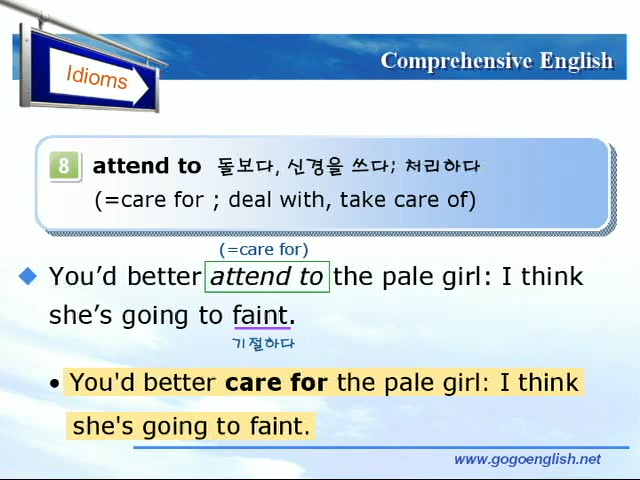 Idioms
Comprehensive English
8 attend to 돌보다, 신경을 쓰다; 처리하다
(=care for ; deal with, take care of)
(=care for)
◆ You’d better attend to the pale girl: I think
she’s going to faint.
기절하다
• You'd better care for the pale girl: I think
she's going to faint.
www.gogoenglish.net